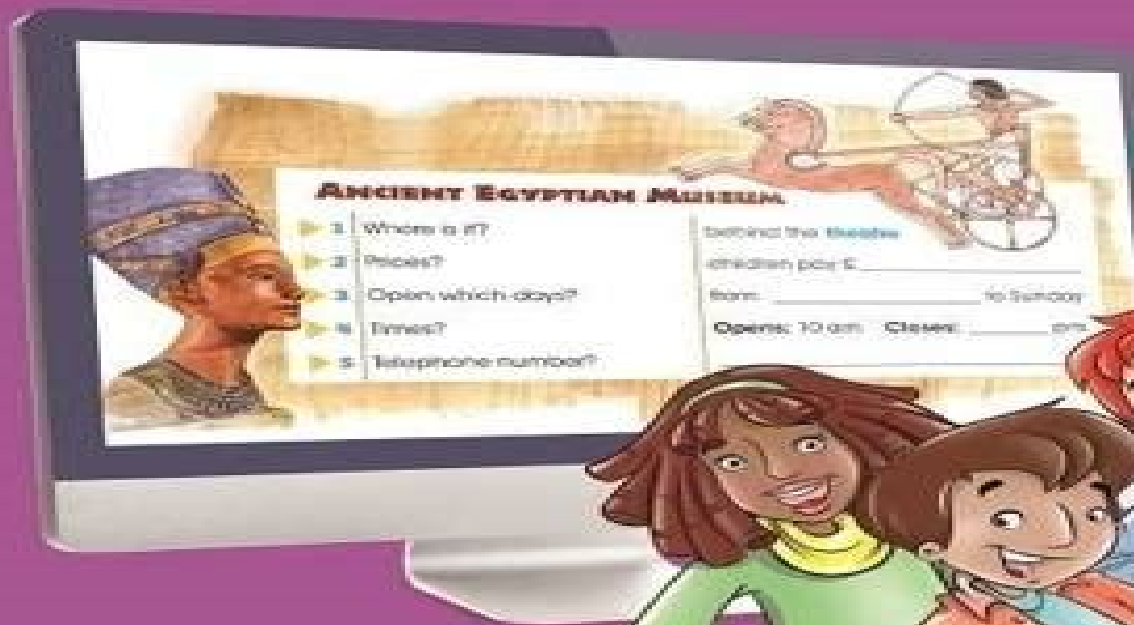 ANCIENT EGYPTIAN MUSEUM
1 Where is it? behind the theatre
2 Prices? children pay £
3 Open which days? from to Sunday
4 Times? Opens: 10 am Closes: pm
5 Telephone number?